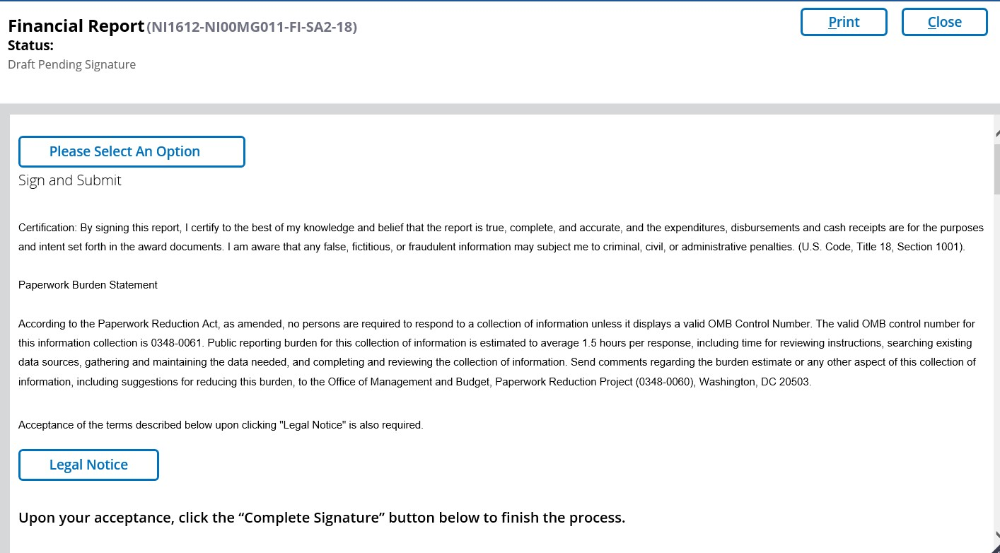 Financial Report (NI1612-NI00MG011-FI-SA2-18)
Print
Close
Status:
Draft Pending Signature
Please Select An Option
Sign and Submit
Certification: By signing this report, I certify to the best of my knowledge and belief that the report is true, complete, and accurate, and the expenditures, disbursements and cash receipts are for the purposes
and intent set forth in the award documents. I am aware that any false, fictitious, or fraudulent information may subject me to criminal, civil, or administrative penalties. (U.S. Code, Title 18, Section 1001).
Paperwork Burden Statement
According to the Paperwork Reduction Act, as amended, no persons are required to respond to a collection of information unless it displays a valid OMB Control Number. The valid OMB control number for
this information collection is 0348-0061. Public reporting burden for this collection of information is estimated to average 1.5 hours per response, including time for reviewing instructions, searching existing
data sources, gathering and maintaining the data needed, and completing and reviewing the collection of information. Send comments regarding the burden estimate or any other aspect of this collection of
information, including suggestions for reducing this burden, to the Office of Management and Budget, Paperwork Reduction Project (0348-0060), Washington, DC 20503.
Acceptance of the terms described below upon clicking "Legal Notice" is also required.
Legal Notice
Upon your acceptance, click the “Complete Signature” button below to finish the process.